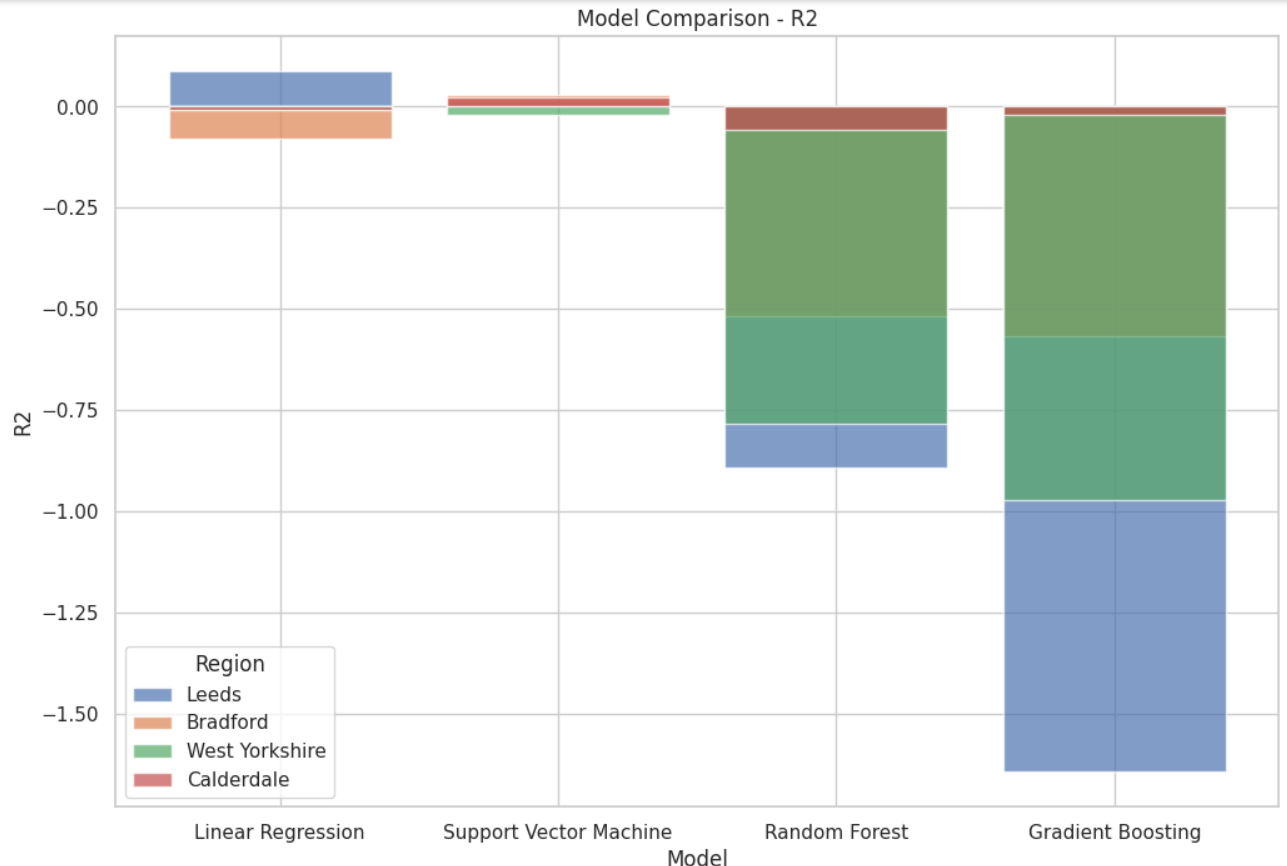 Model Comparison - R2
R2
0.00
−0.25
−0.50
−0.75
−1.00
−1.25
−1.50
Region
Leeds
Bradford
West Yorkshire
Calderdale
Linear Regression
Support Vector Machine
Random Forest
Gradient Boosting
Model